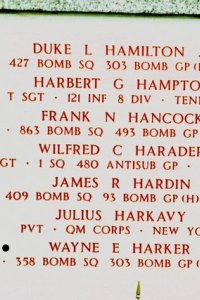 DUKE L HAMILTON
427 BOMB SQ 303 BOMB GP
HARBERT G HAMPTO
T SGT · 121 INF 8 DIV · TEN
FRANK N HANCOCK
· 863 BOMB SQ 493 BOMB GP
WILFRED C HARADER
GT · 1 SQ 480 ANTISUB GP ·
JAMES R HARDIN
409 BOMB SQ 93 BOMB GP (H)
JULIUS HARKAVY
PVT · QM CORPS · NEW YO
WAYNE E HARKER
· 358 BOMB SQ 303 BOMB GP (